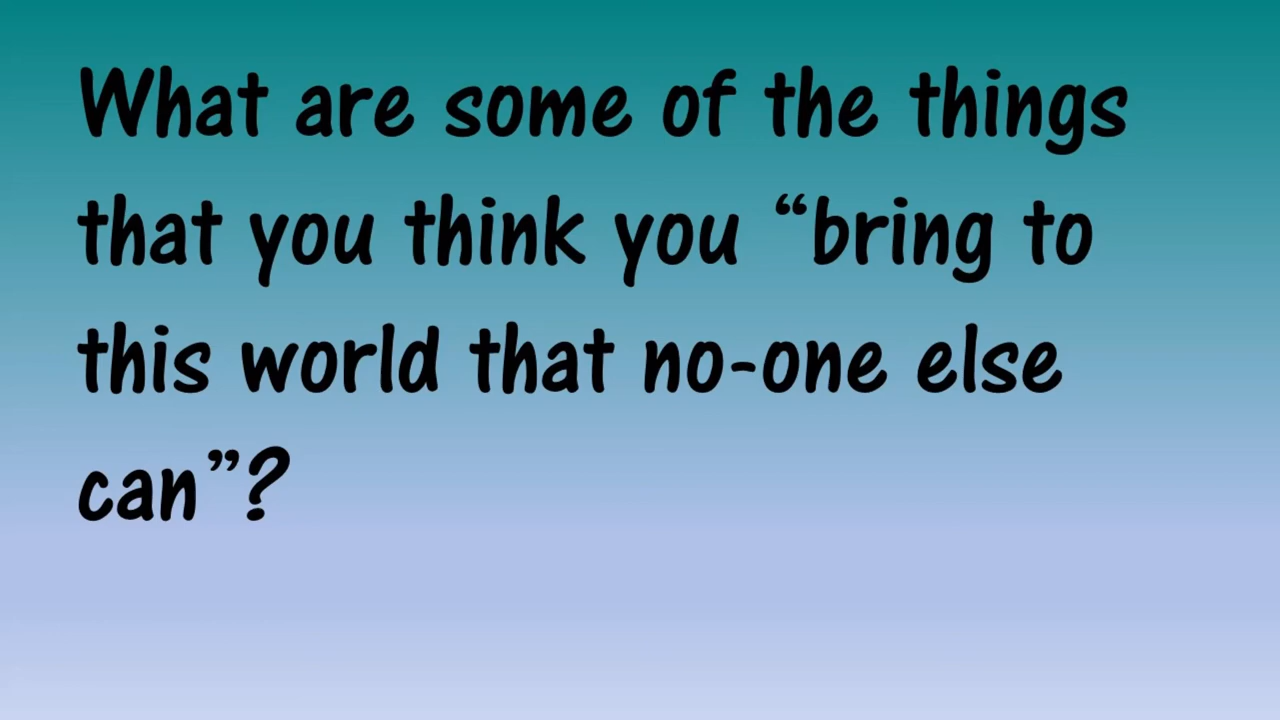 What are some of the things
that you think you “bring to
this world that no-one else
can”?